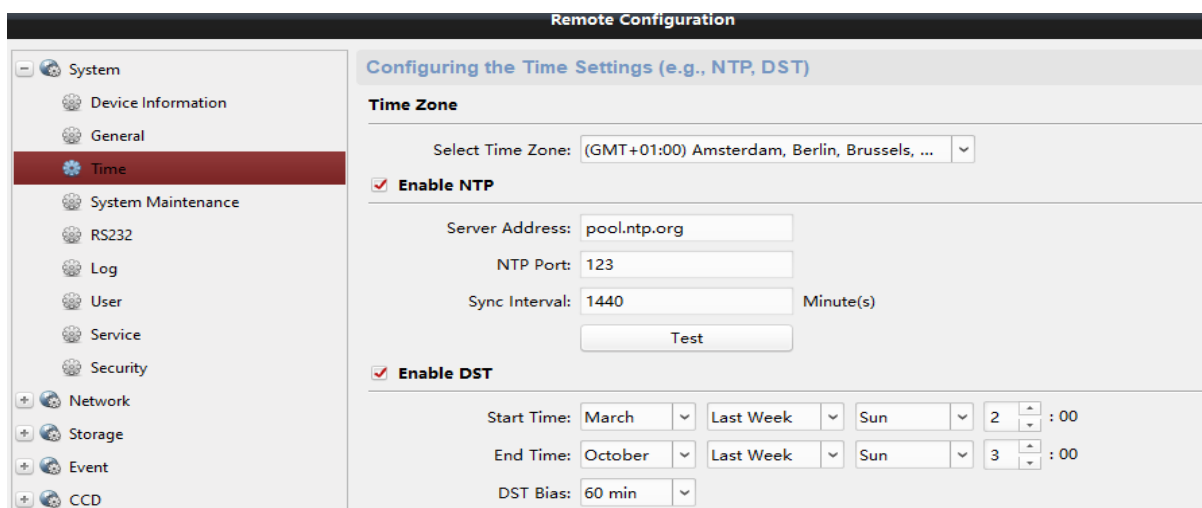 Remote Configuration
System
Device Information
General
Time
System Maintenance
RS232
Log
User
Service
Security
Network
Storage
Event
CCD
Configuring the Time Settings (e.g., NTP, DST)
Time Zone
Select Time Zone: (GMT+01:00) Amsterdam, Berlin, Brussels, ...
Enable NTP
Server Address: pool.ntp.org
NTP Port: 123
Sync Interval: 1440 Minute(s)
Test
Enable DST
Start Time: March Last Week Sun 2 : 00
End Time: October Last Week Sun 3 : 00
DST Bias: 60 min